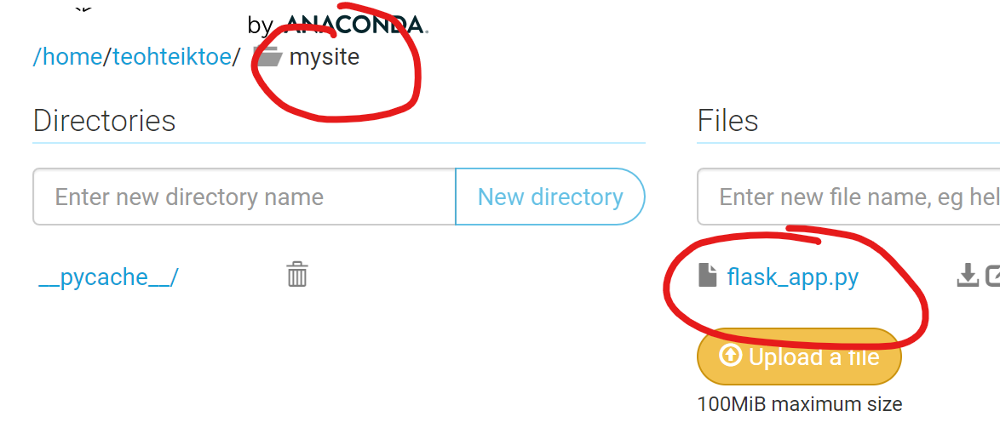 by ANACONDA.
/home/teohteiktoe/ mysite
Directories
Files
Enter new directory name
New directory
Enter new file name, eg hel
__pycache__/
flask_app.py
Upload a file
100MiB maximum size